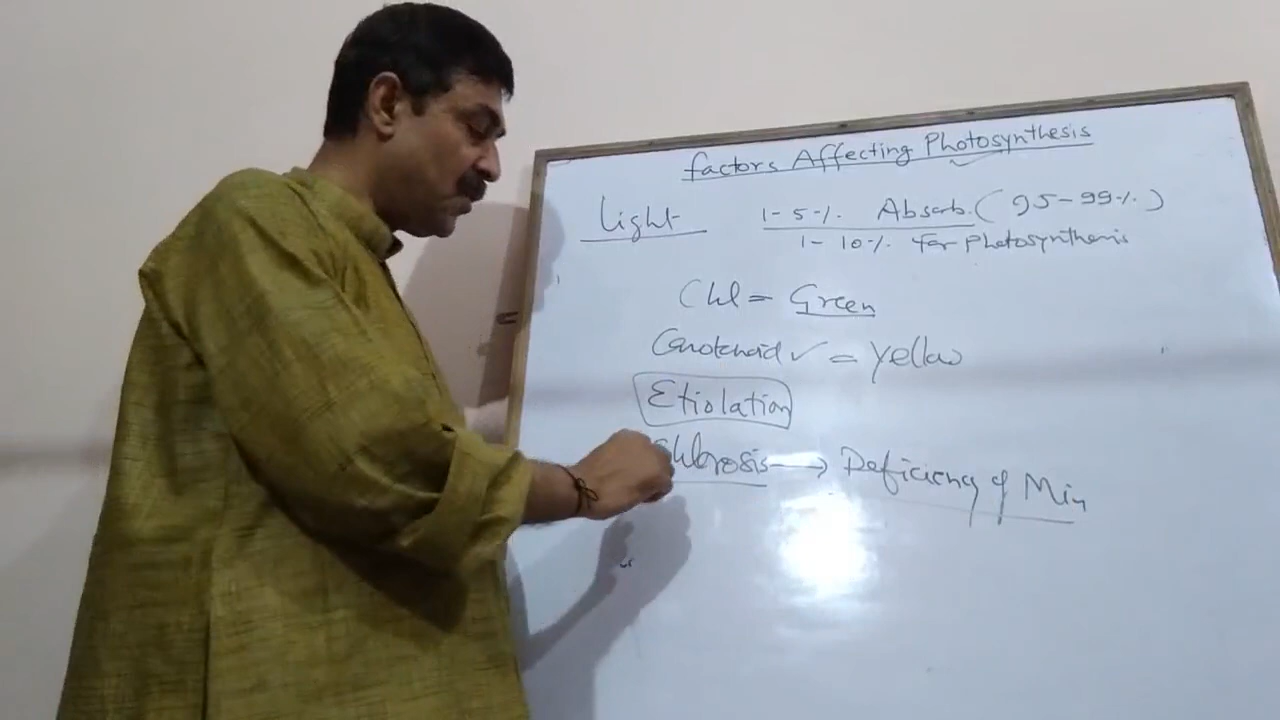 factors Affecting Photosynthesis
Light
1-5-% Absorb. (95-99%)
1-10% for photosynthesis
Chl = Green
Carotenoid ✓ = Yellow
Etiolation
Chlorosis → Deficiency of Min